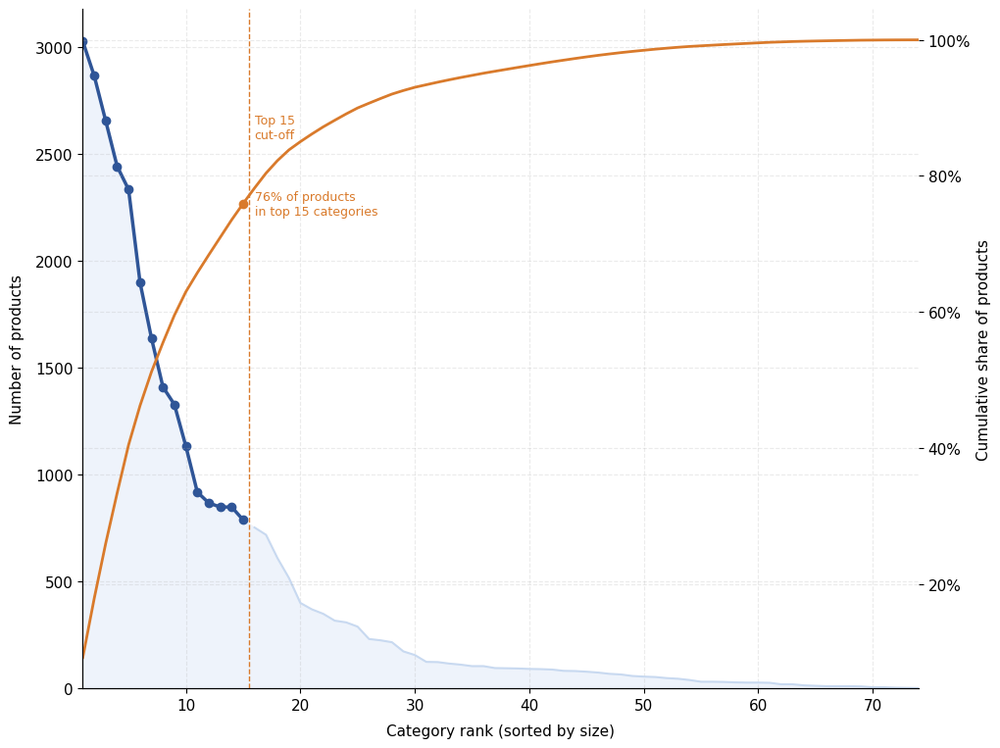 3000
2500
2000
1500
1000
500
0
Number of products
10
20
30
40
50
60
70
Category rank (sorted by size)
100%
80%
60%
40%
20%
Cumulative share of products
Top 15
cut-off
76% of products
in top 15 categories